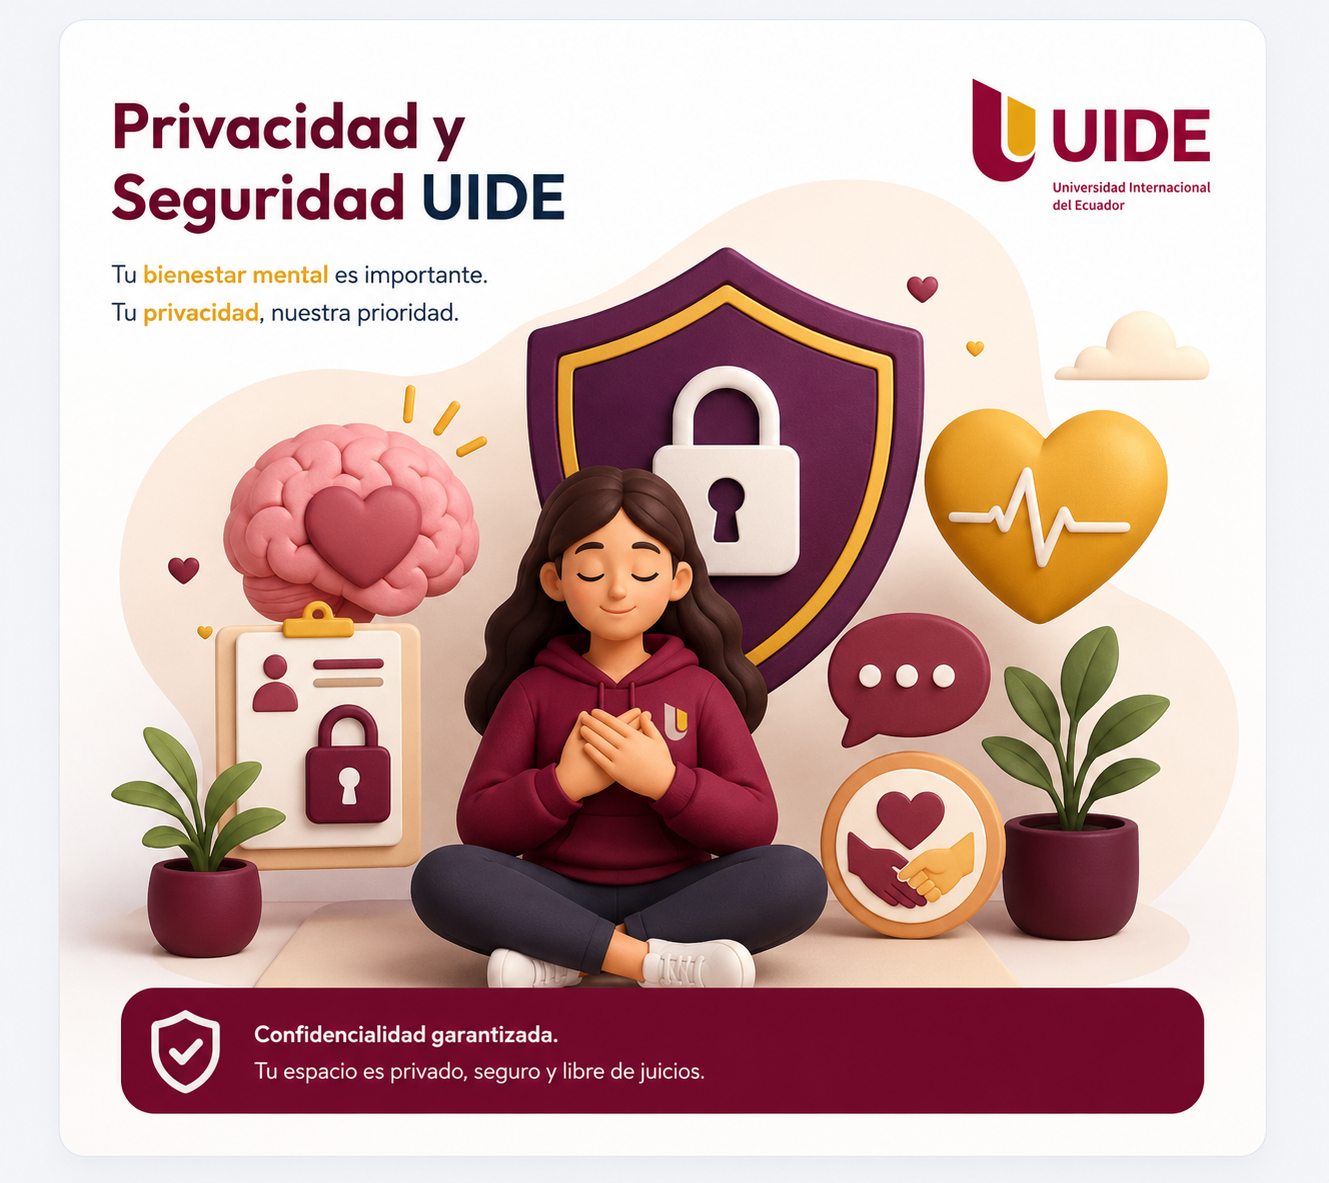 Privacidad y
Seguridad UIDE
Tu bienestar mental es importante.
Tu privacidad, nuestra prioridad.
UIDE
Universidad Internacional
del Ecuador
Confidencialidad garantizada.
Tu espacio es privado, seguro y libre de juicios.